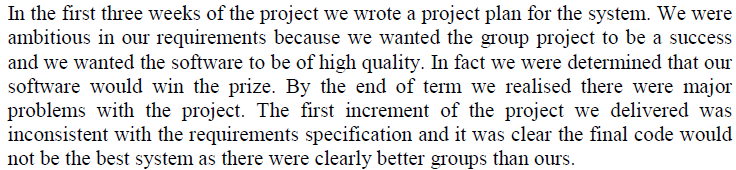 In the first three weeks of the project we wrote a project plan for the system. We were
ambitious in our requirements because we wanted the group project to be a success
and we wanted the software to be of high quality. In fact we were determined that our
software would win the prize. By the end of term we realised there were major
problems with the project. The first increment of the project we delivered was
inconsistent with the requirements specification and it was clear the final code would
not be the best system as there were clearly better groups than ours.